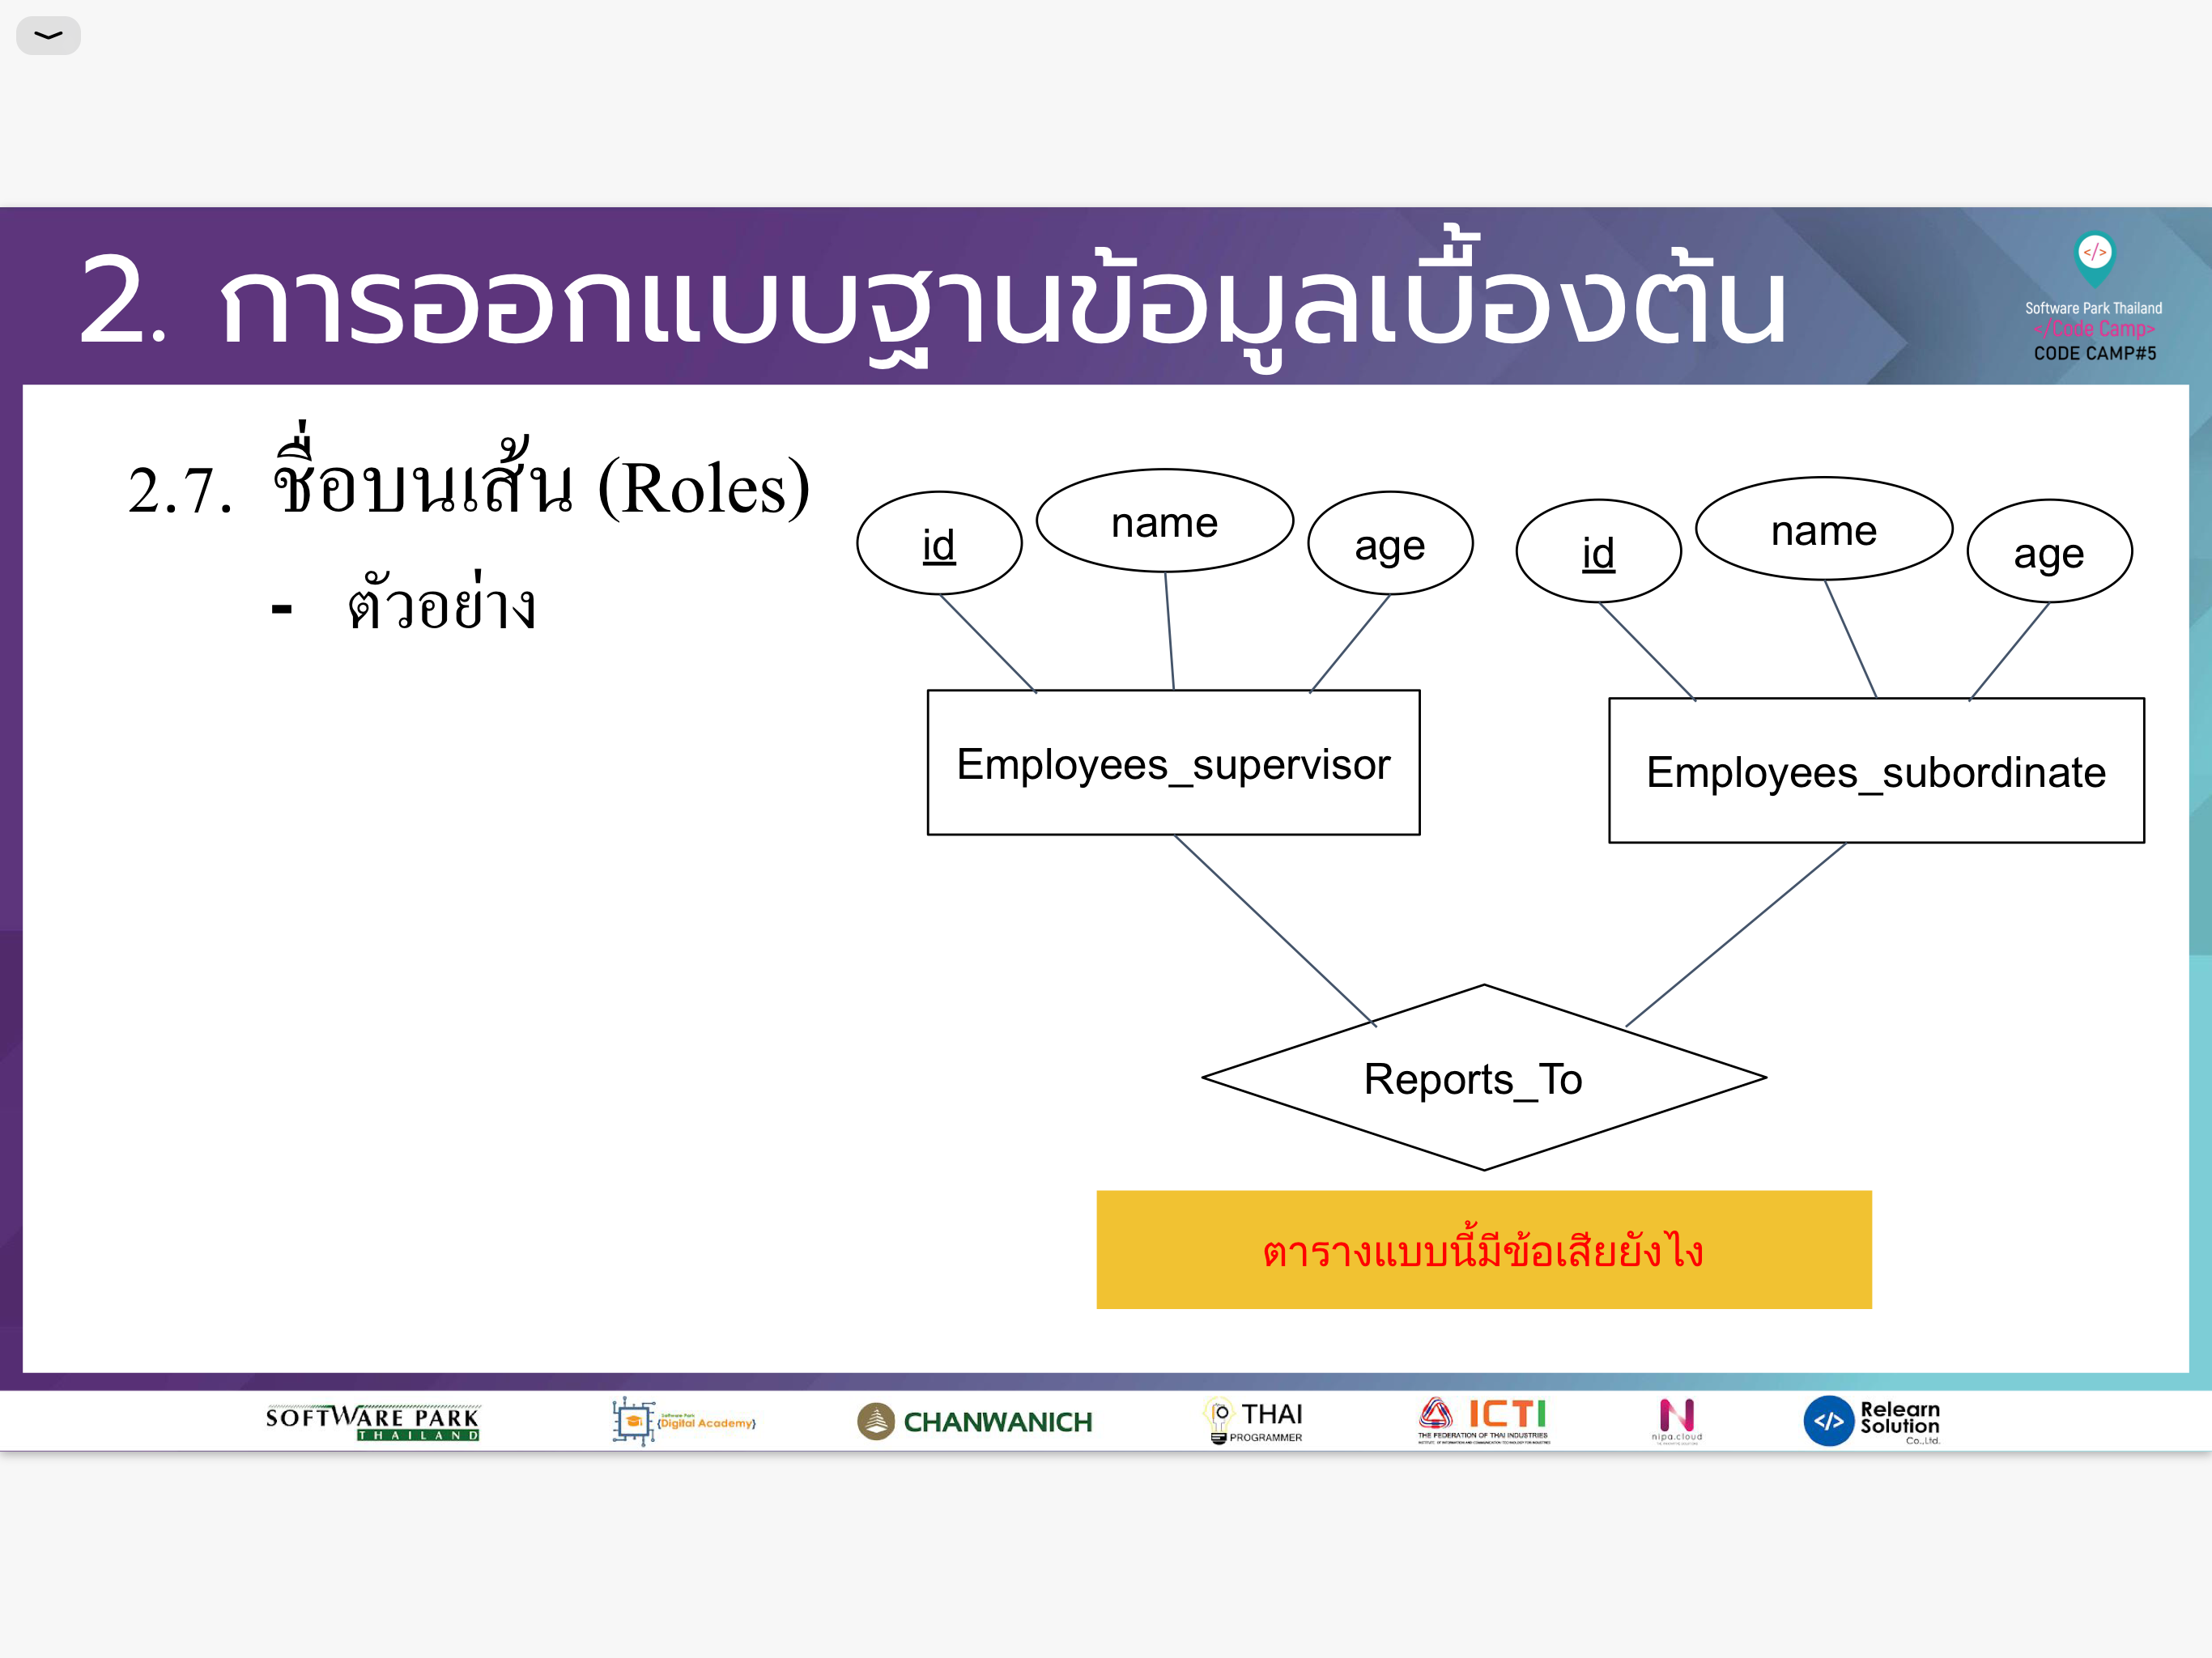 2. การออกแบบฐานข้อมูลเบื้องต้น
</>
Software Park Thailand
</Code Camp>
CODE CAMP#5
2.7. ชื่อบนเส้น (Roles)
- ตัวอย่าง
id name age id name age
Employees_supervisor Employees_subordinate
Reports_To
ตารางแบบนี้มีข้อเสียยังไง
SOFTWARE PARK
THAILAND
Software Park
{Digital Academy}
CHANWANICH
THAI
PROGRAMMER
ICTI
THE FEDERATION OF THAI INDUSTRIES
nipa.cloud
</>
Relearn
Solution
Co.,Ltd.